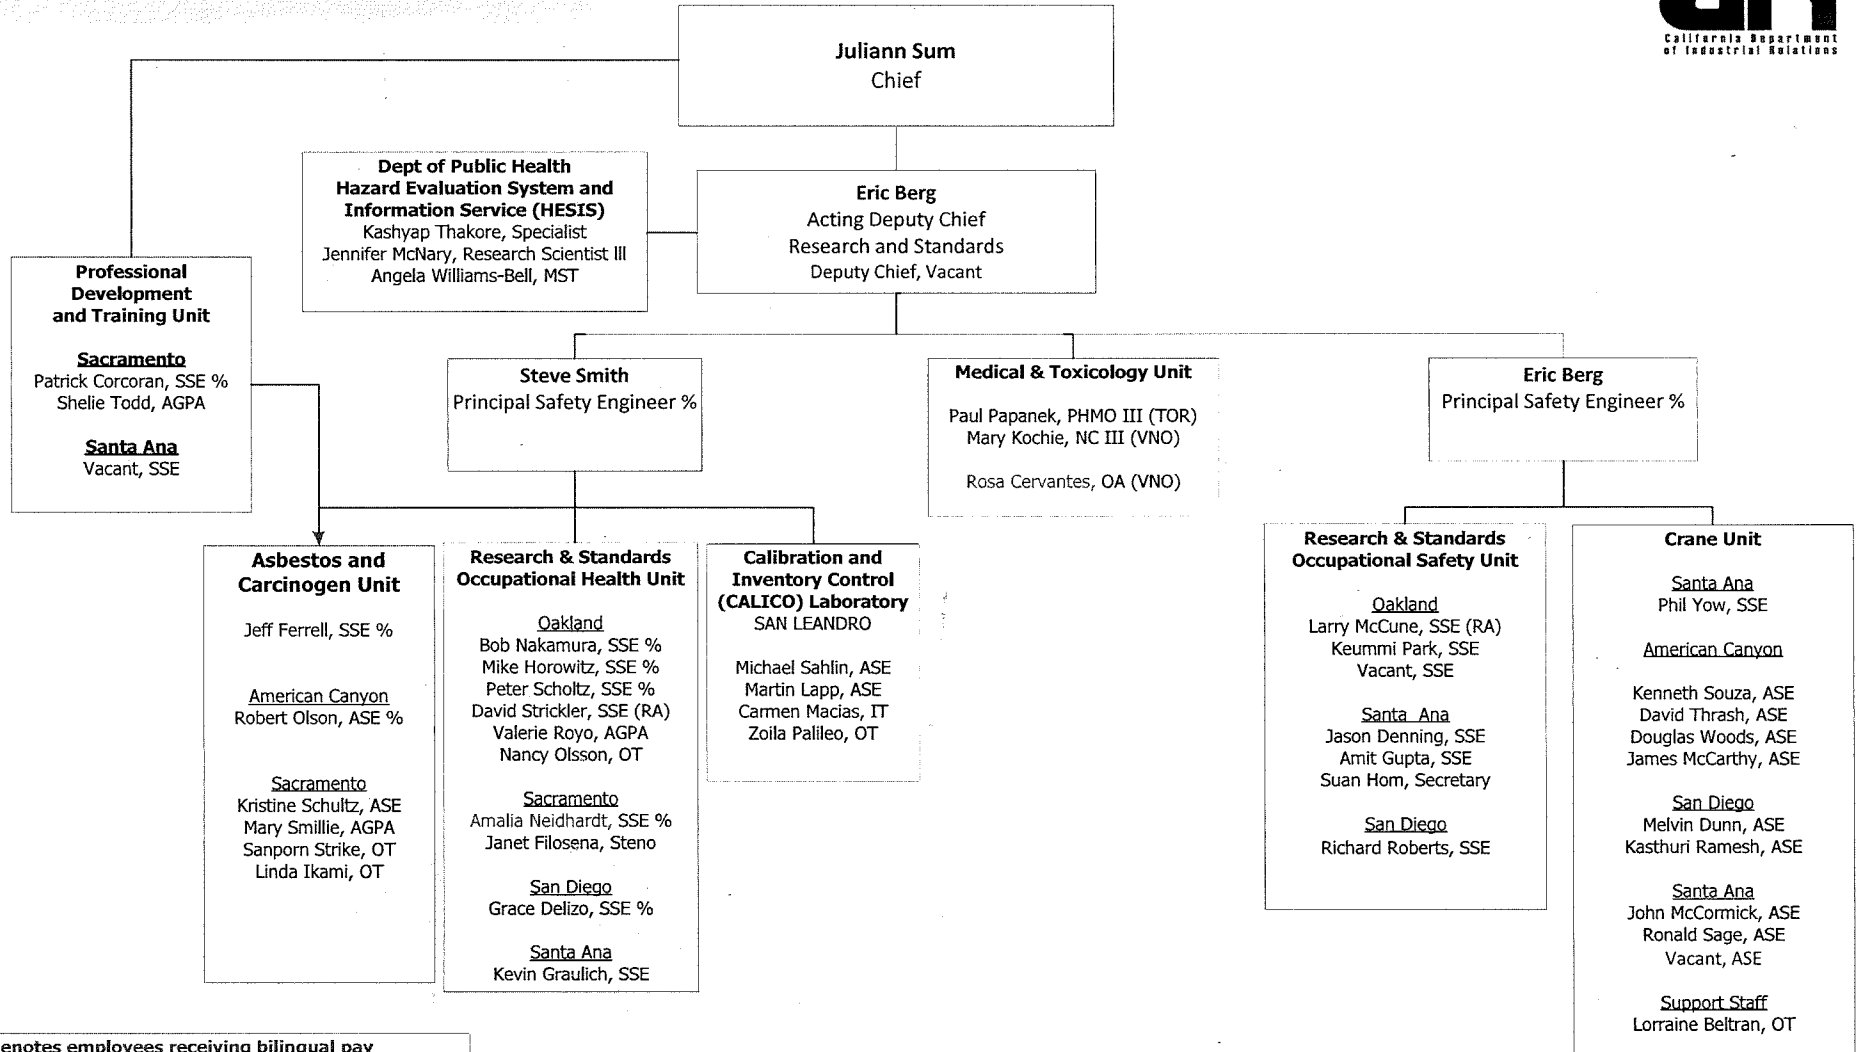 California Department
of Industrial Relations
Juliann Sum
Chief
Dept of Public Health
Hazard Evaluation System and
Information Service (HESIS)
Kashyap Thakore, Specialist
Jennifer McNary, Research Scientist III
Angela Williams-Bell, MST
Eric Berg
Acting Deputy Chief
Research and Standards
Deputy Chief, Vacant
Professional
Development
and Training Unit
Sacramento
Patrick Corcoran, SSE %
Shelie Todd, AGPA
Santa Ana
Vacant, SSE
Steve Smith
Principal Safety Engineer %
Medical & Toxicology Unit
Paul Papanek, PHMO III (TOR)
Mary Kochie, NC III (VNO)
Rosa Cervantes, OA (VNO)
Eric Berg
Principal Safety Engineer %
Asbestos and
Carcinogen Unit
Jeff Ferrell, SSE %
American Canyon
Robert Olson, ASE %
Sacramento
Kristine Schultz, ASE
Mary Smillie, AGPA
Sanporn Strike, OT
Linda Ikami, OT
Research & Standards
Occupational Health Unit
Oakland
Bob Nakamura, SSE %
Mike Horowitz, SSE %
Peter Scholtz, SSE %
David Strickler, SSE (RA)
Valerie Royo, AGPA
Nancy Olsson, OT
Sacramento
Amalia Neidhardt, SSE %
Janet Filosena, Steno
San Diego
Grace Delizo, SSE %
Santa Ana
Kevin Graulich, SSE
Calibration and
Inventory Control
(CALICO) Laboratory
SAN LEANDRO
Michael Sahlin, ASE
Martin Lapp, ASE
Carmen Macias, IT
Zoila Palileo, OT
Research & Standards
Occupational Safety Unit
Oakland
Larry McCune, SSE (RA)
Keummi Park, SSE
Vacant, SSE
Santa Ana
Jason Denning, SSE
Amit Gupta, SSE
Suan Hom, Secretary
San Diego
Richard Roberts, SSE
Crane Unit
Santa Ana
Phil Yow, SSE
American Canyon
Kenneth Souza, ASE
David Thrash, ASE
Douglas Woods, ASE
James McCarthy, ASE
San Diego
Melvin Dunn, ASE
Kasthuri Ramesh, ASE
Santa Ana
John McCormick, ASE
Ronald Sage, ASE
Vacant, ASE
Support Staff
Lorraine Beltran, OT
enotes employees receiving bilingual pay